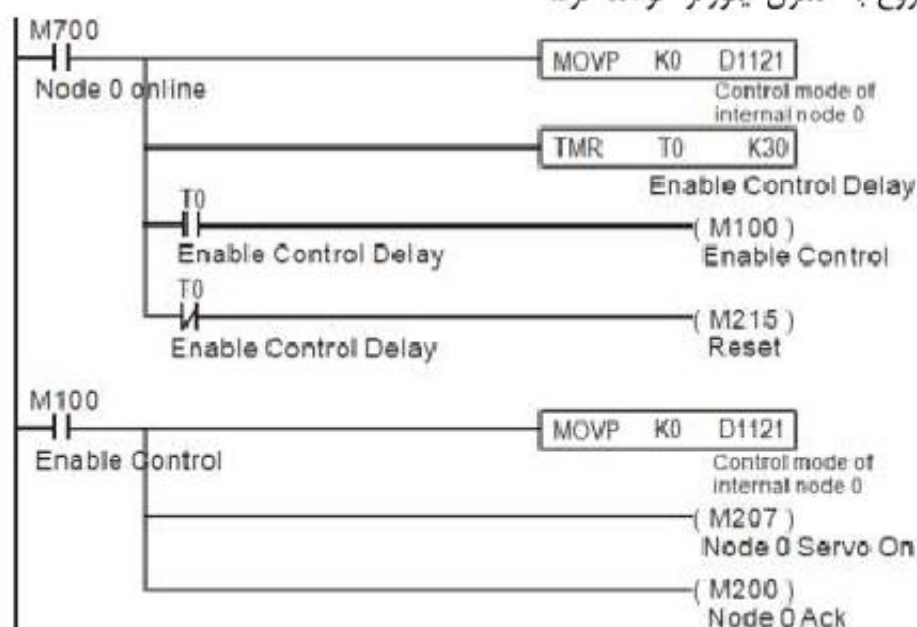 M700
MOVP K0 D1121
Node 0 online
Control mode of
internal node 0
TMR T0 K30
Enable Control Delay
T0
( M100 )
Enable Control Delay
Enable Control
T0
( M215 )
Enable Control Delay
Reset
M100
MOVP K0 D1121
Enable Control
Control mode of
internal node 0
( M207 )
Node 0 Servo On
( M200 )
Node 0 Ack